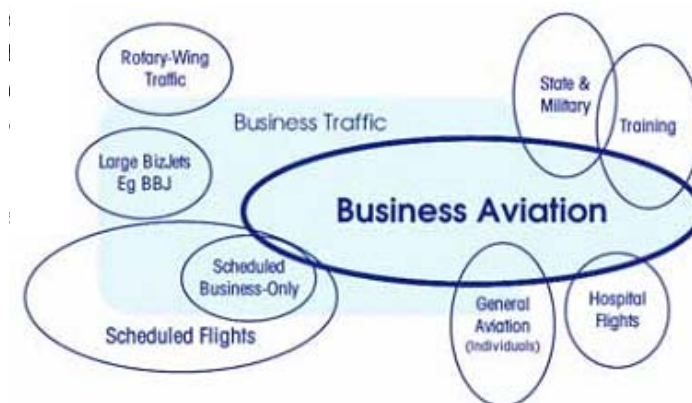 Rotary-Wing
Traffic
State &
Military
Training
Business Traffic
Large BizJets
Eg BBJ
Business Aviation
Scheduled
Business-Only
Scheduled Flights
General
Aviation
(Individuals)
Hospital
Flights